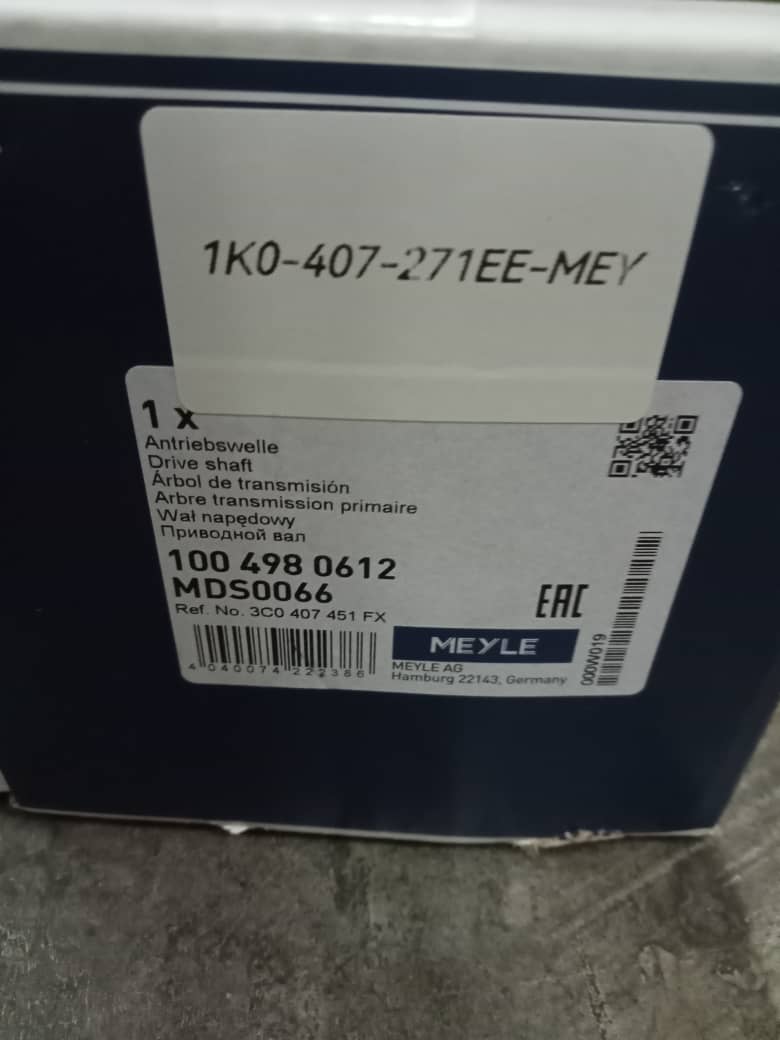 1K0-407-271EE-MEY
1 x
Antriebswelle
Drive shaft
Árbol de transmisión
Arbre transmission primaire
Wał napędowy
Приводной вал
100 498 0612
MDS0066
Ref. No. 3C0 407 451 FX
EAC
MEYLE
MEYLE AG
Hamburg 22143, Germany
4 040074 222386
000W019